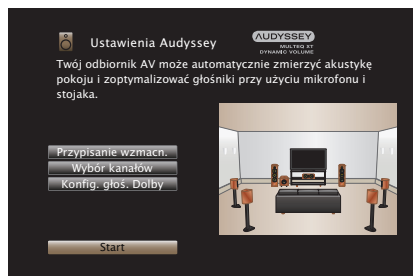 Ustawienia Audyssey
AUDYSSEY
MULTEQ XT
DYNAMIC VOLUME
Twój odbiornik AV może automatycznie zmierzyć akustykę
pokoju i zoptymalizować głośniki przy użyciu mikrofonu i
stojaka.
Przypisanie wzmacn.
Wybór kanałów
Konfig. głoś. Dolby
Start